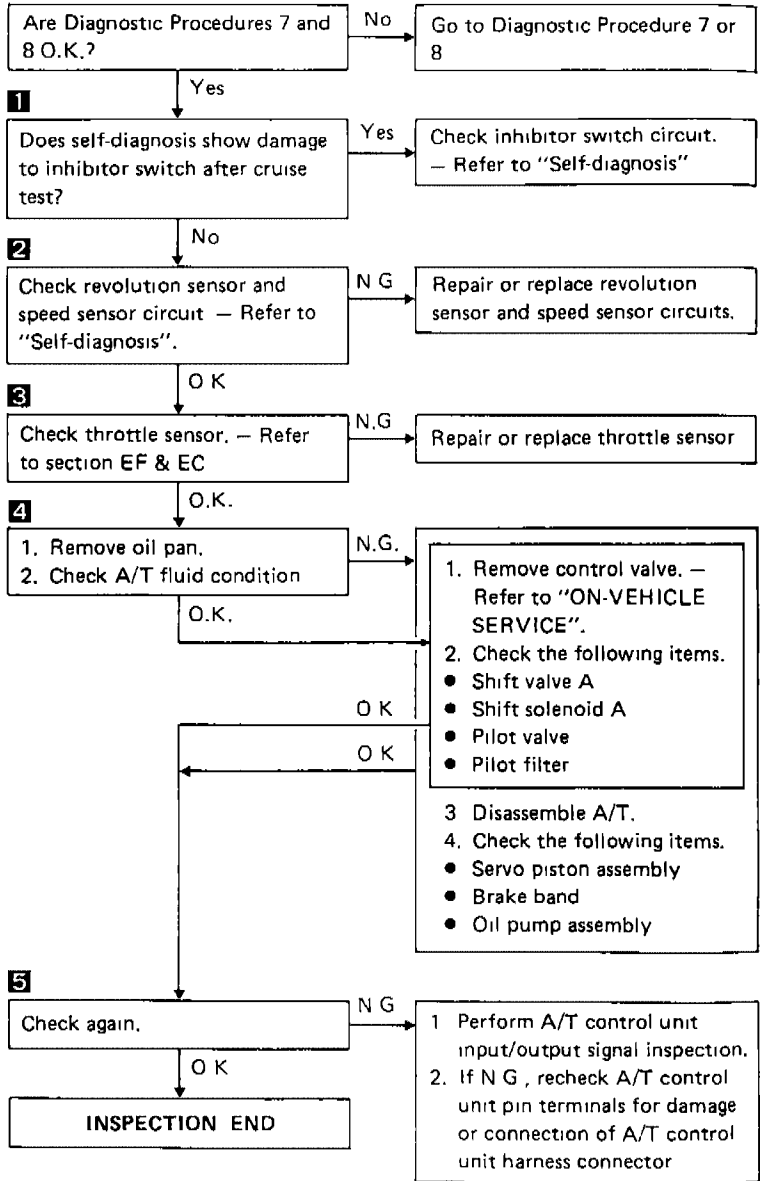 Are Diagnostic Procedures 7 and
8 O.K.?
No
Go to Diagnostic Procedure 7 or
8
Yes
1
Does self-diagnosis show damage
to inhibitor switch after cruise
test?
Yes
Check inhibitor switch circuit.
— Refer to "Self-diagnosis"
No
2
Check revolution sensor and
speed sensor circuit — Refer to
"Self-diagnosis".
N G
Repair or replace revolution
sensor and speed sensor circuits.
O K
3
Check throttle sensor. — Refer
to section EF & EC
N.G
Repair or replace throttle sensor
O.K.
4
1. Remove oil pan.
2. Check A/T fluid condition
N.G.
O.K.
1. Remove control valve. —
Refer to "ON-VEHICLE
SERVICE".
2. Check the following items.
● Shift valve A
● Shift solenoid A
● Pilot valve
● Pilot filter
O K
O K
3 Disassemble A/T.
4. Check the following items.
● Servo piston assembly
● Brake band
● Oil pump assembly
5
Check again.
N G
1 Perform A/T control unit
input/output signal inspection.
2. If N G , recheck A/T control
unit pin terminals for damage
or connection of A/T control
unit harness connector
O K
INSPECTION END